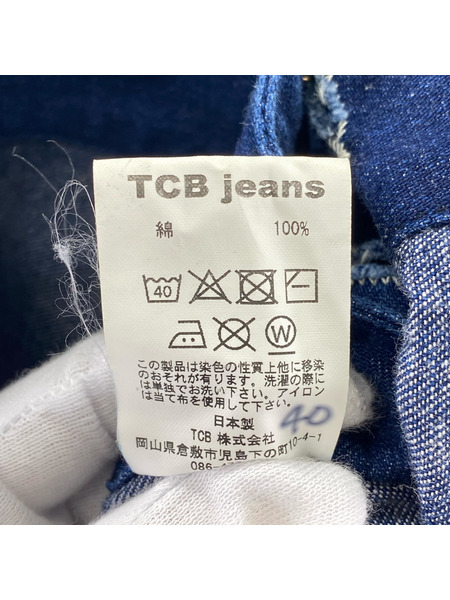 TCB jeans
綿 100%
40
W
この製品は染色の性質上他に移染
のおそれが有ります。洗濯の際に
は単独でお洗い下さい。アイロン
は当て布を使用して下さい。
日本製
40
TCB 株式会社
岡山県倉敷市児島下の町10-4-1
086-4